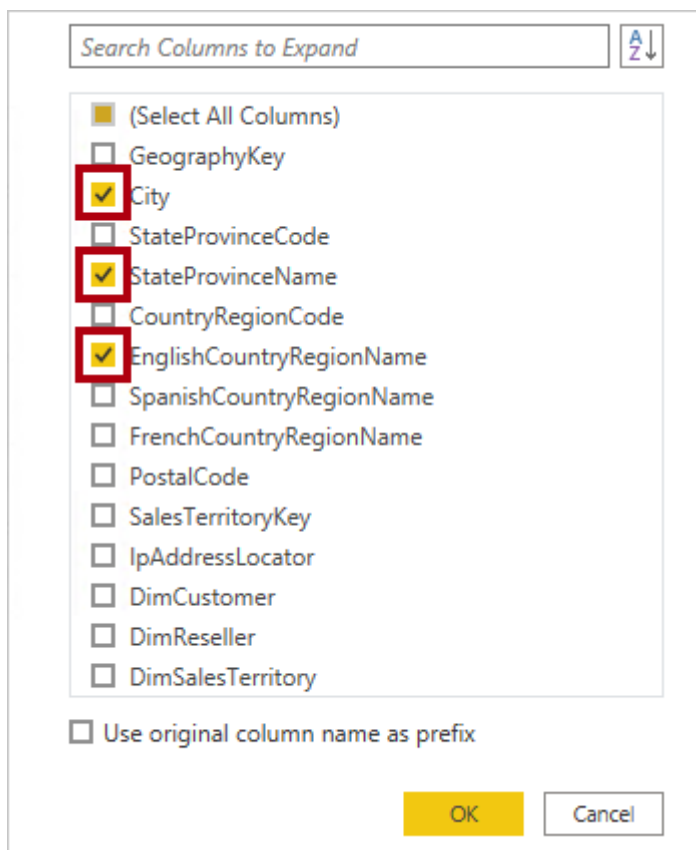 Search Columns to Expand
(Select All Columns)
GeographyKey
City
StateProvinceCode
StateProvinceName
CountryRegionCode
EnglishCountryRegionName
SpanishCountryRegionName
FrenchCountryRegionName
PostalCode
SalesTerritoryKey
IpAddressLocator
DimCustomer
DimReseller
DimSalesTerritory
Use original column name as prefix
OK Cancel